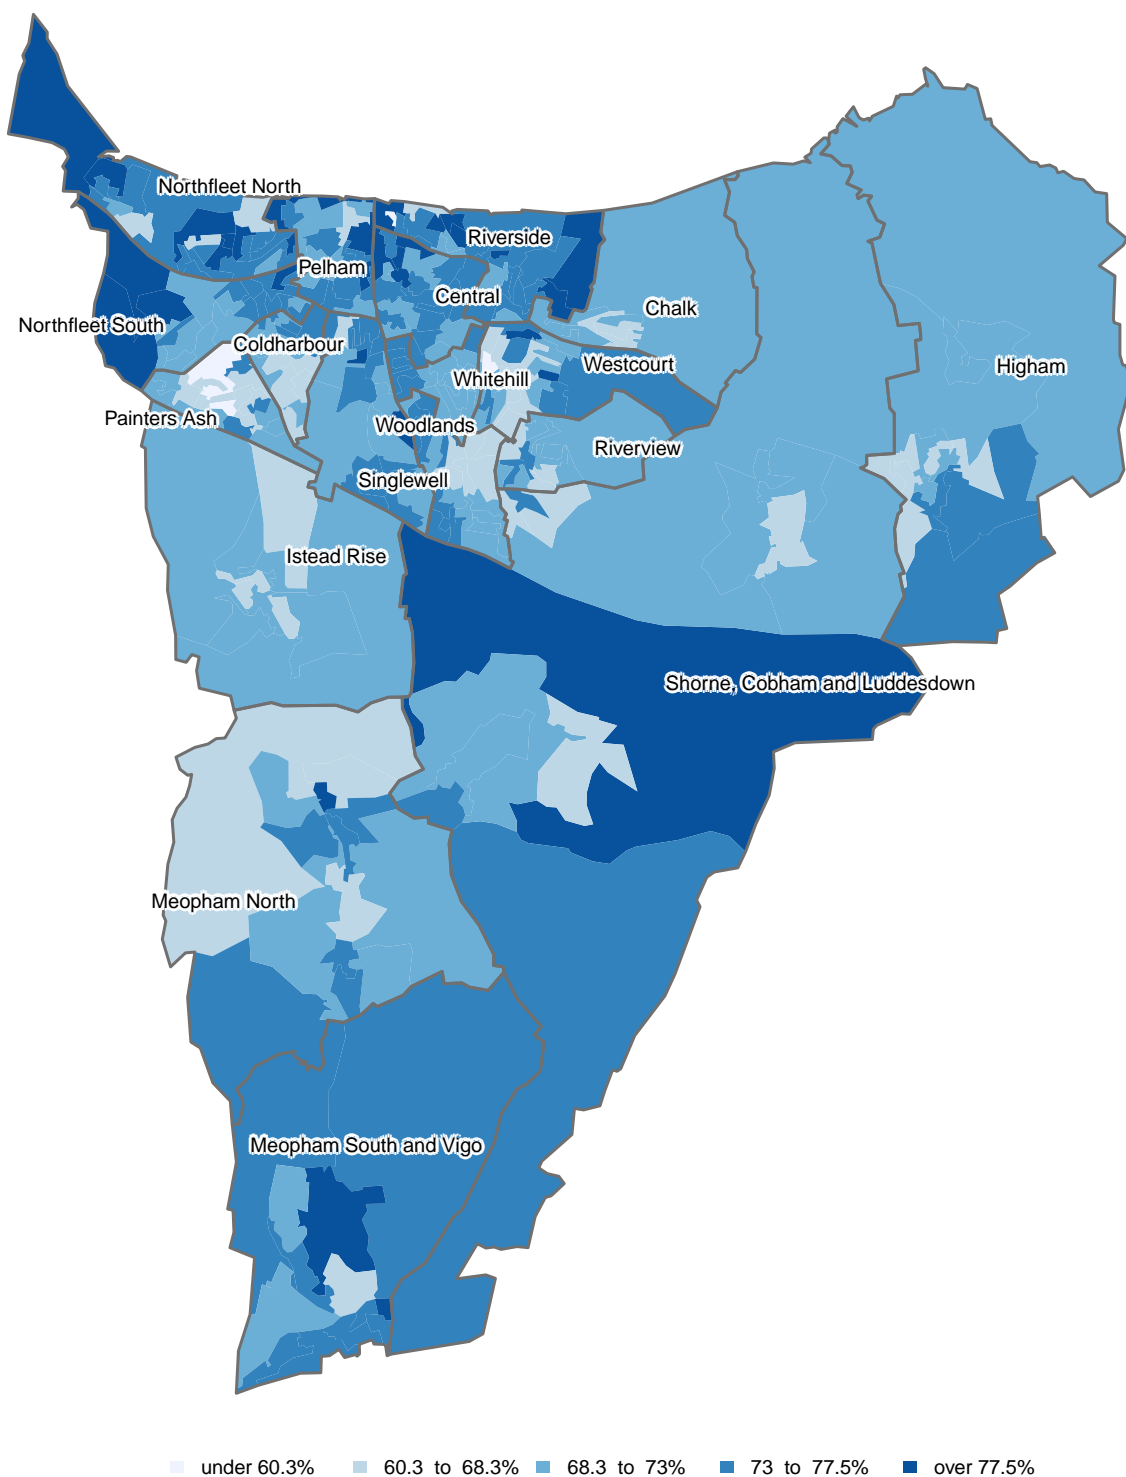 Northfleet North
Riverside
Pelham
Central
Chalk
Northfleet South
Coldharbour
Westcourt
Higham
Whitehill
Painters Ash
Woodlands
Riverview
Singlewell
Istead Rise
Shorne, Cobham and Luddesdown
Meopham North
Meopham South and Vigo
under 60.3% 60.3 to 68.3% 68.3 to 73% 73 to 77.5% over 77.5%